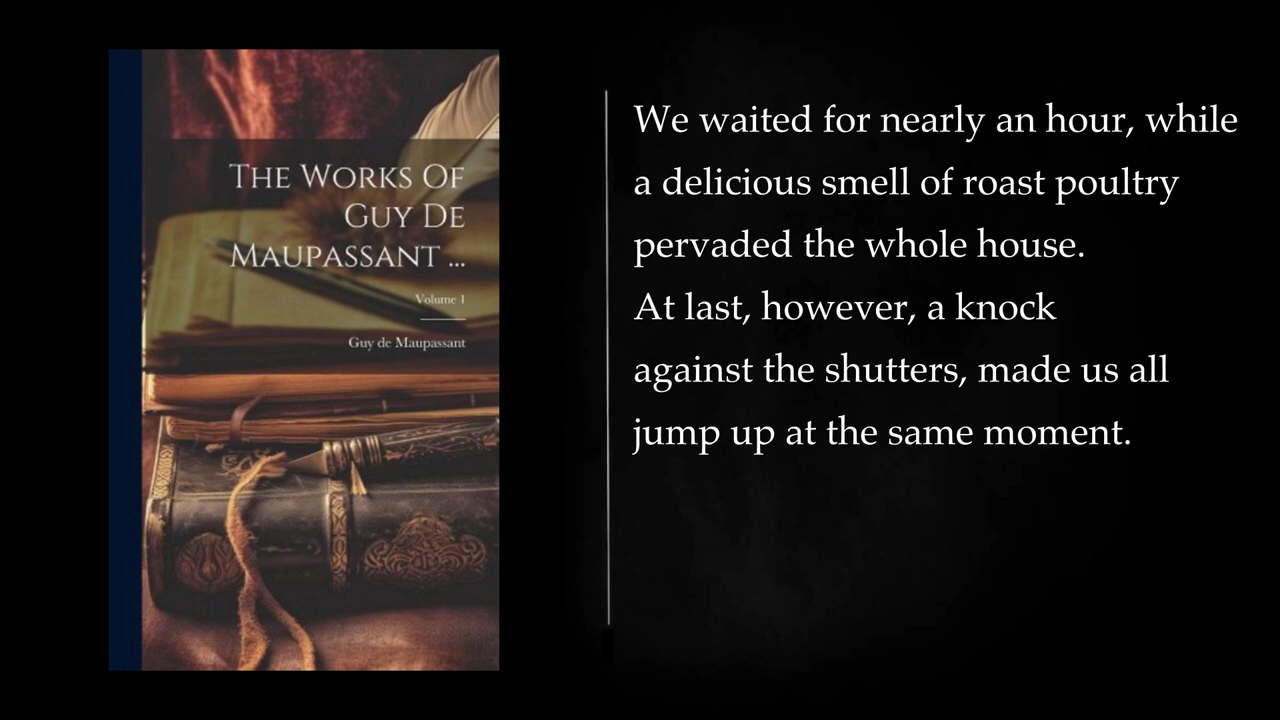 The Works Of
Guy De
Maupassant ...
Volume 1
Guy de Maupassant
We waited for nearly an hour, while
a delicious smell of roast poultry
pervaded the whole house.
At last, however, a knock
against the shutters, made us all
jump up at the same moment.